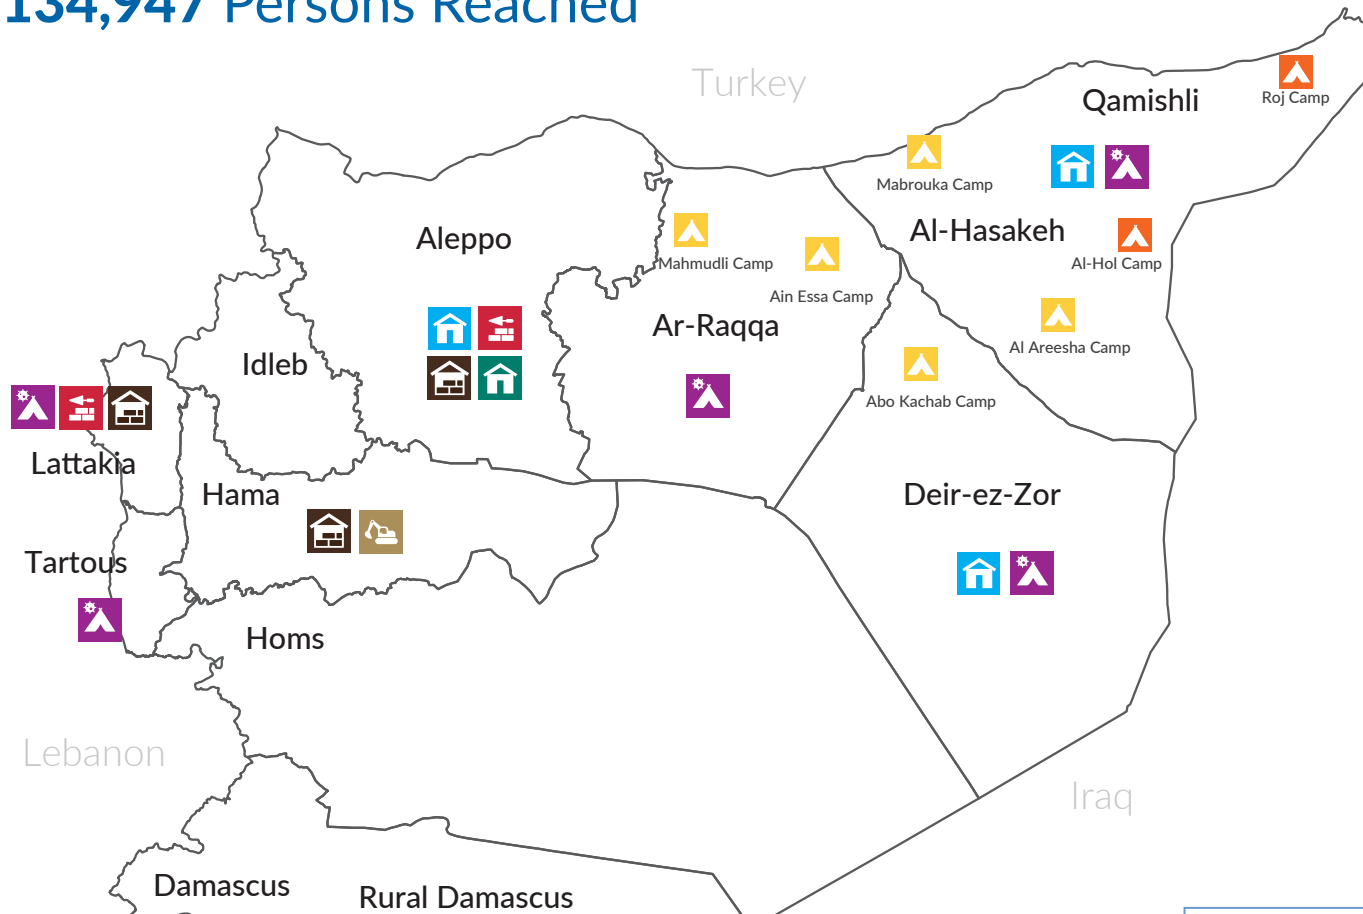 134,947 Persons Reached
Turkey
Qamishli
Roj Camp
Mabrouka Camp
Aleppo
Al-Hasakeh
Mahmudli Camp
Al-Hol Camp
Ain Essa Camp
Ar-Raqqa
Al Areesha Camp
Idleb
Abo Kachab Camp
Lattakia
Hama
Deir-ez-Zor
Tartous
Homs
Lebanon
Iraq
Damascus
Rural Damascus